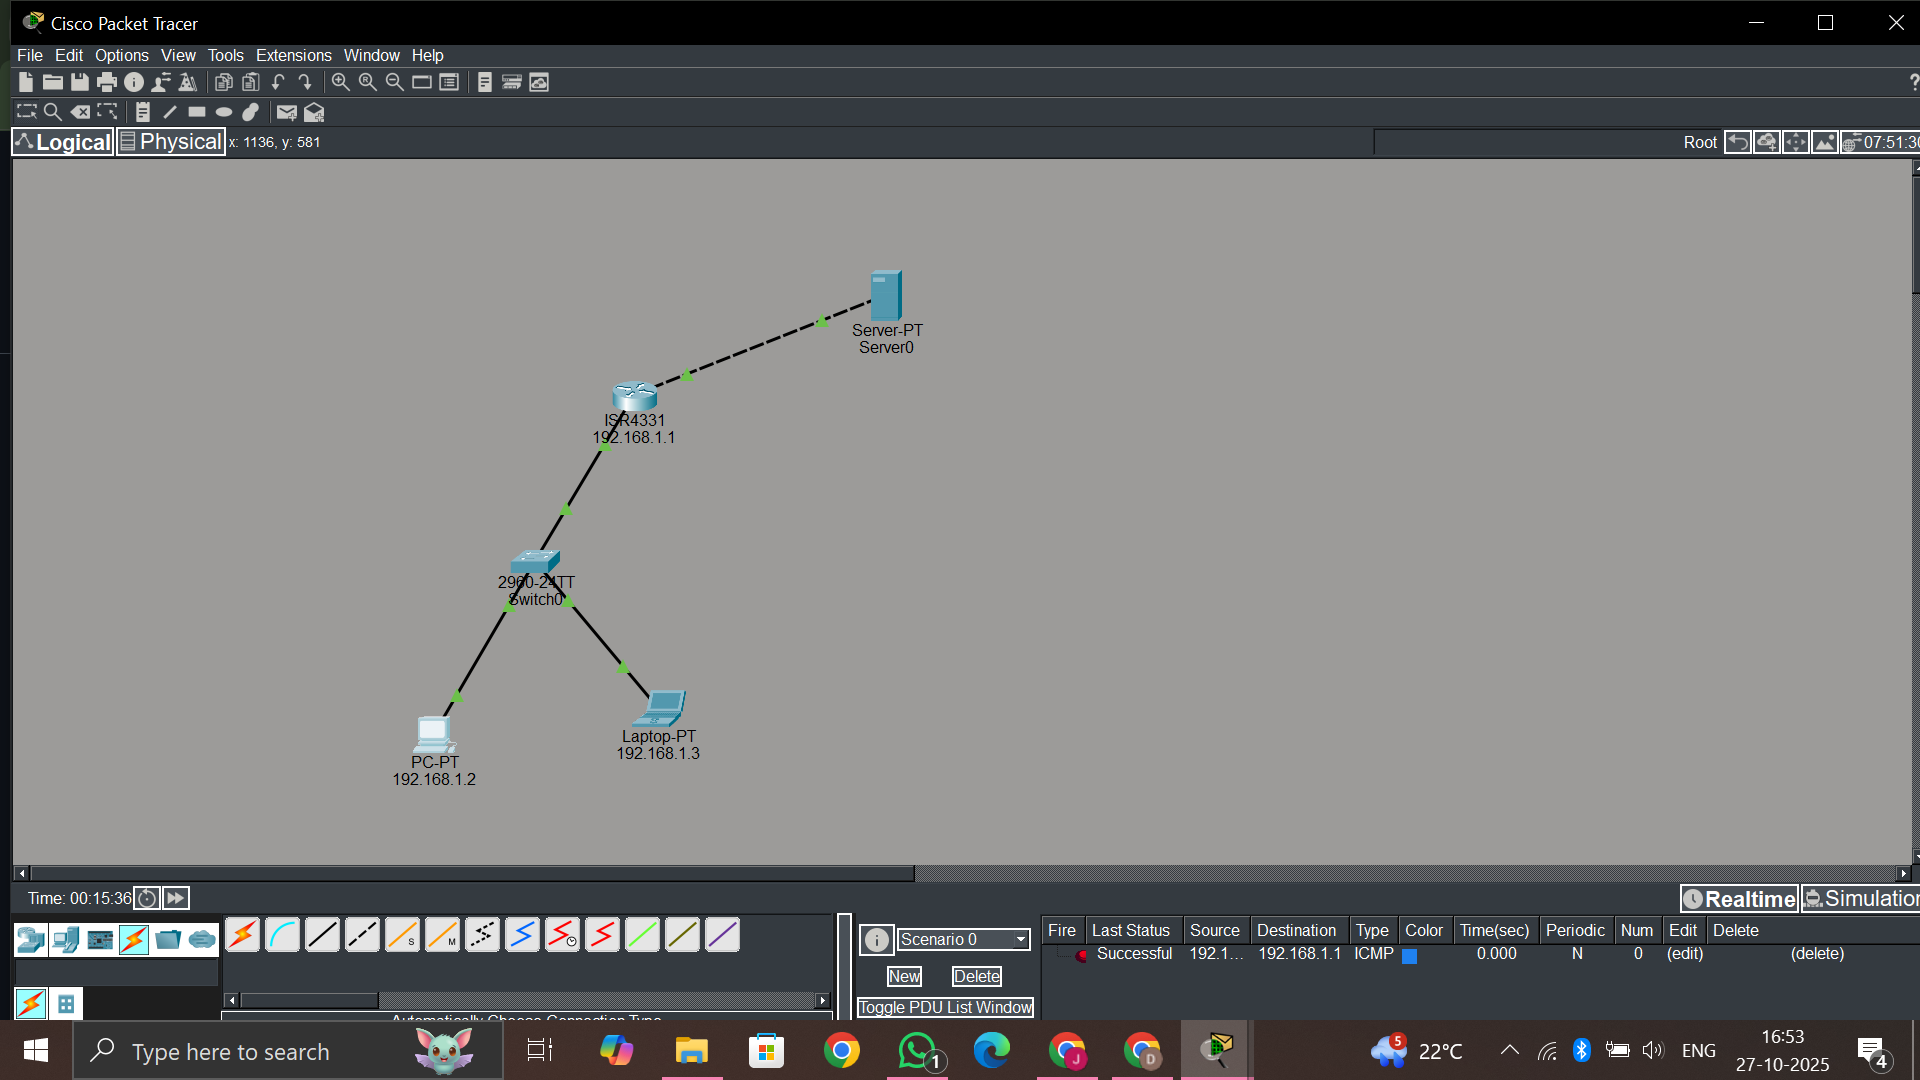 Cisco Packet Tracer
File Edit Options View Tools Extensions Window Help
Logical Physical x: 1136, y: 581 Root 07:51:30
Server-PT
Server0
ISR4331
192.168.1.1
2960-24TT
Switch0
Laptop-PT
192.168.1.3
PC-PT
192.168.1.2
Time: 00:15:36 Realtime Simulation
Scenario 0
New Delete
Toggle PDU List Window
Fire Last Status Source Destination Type Color Time(sec) Periodic Num Edit Delete
Successful 192.1... 192.168.1.1 ICMP 0.000 N 0 (edit) (delete)
Automatically Choose Connection Type
Type here to search
1
J
D
5
22°C
ENG
16:53
27-10-2025
4